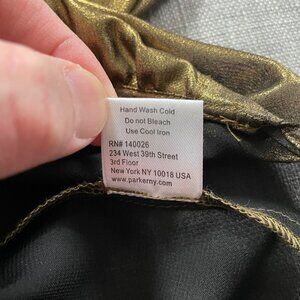 Hand Wash Cold
Do not Bleach
Use Cool Iron
RN# 140026
234 West 39th Street
3rd Floor
New York NY 10018 USA
www.parkerny.com